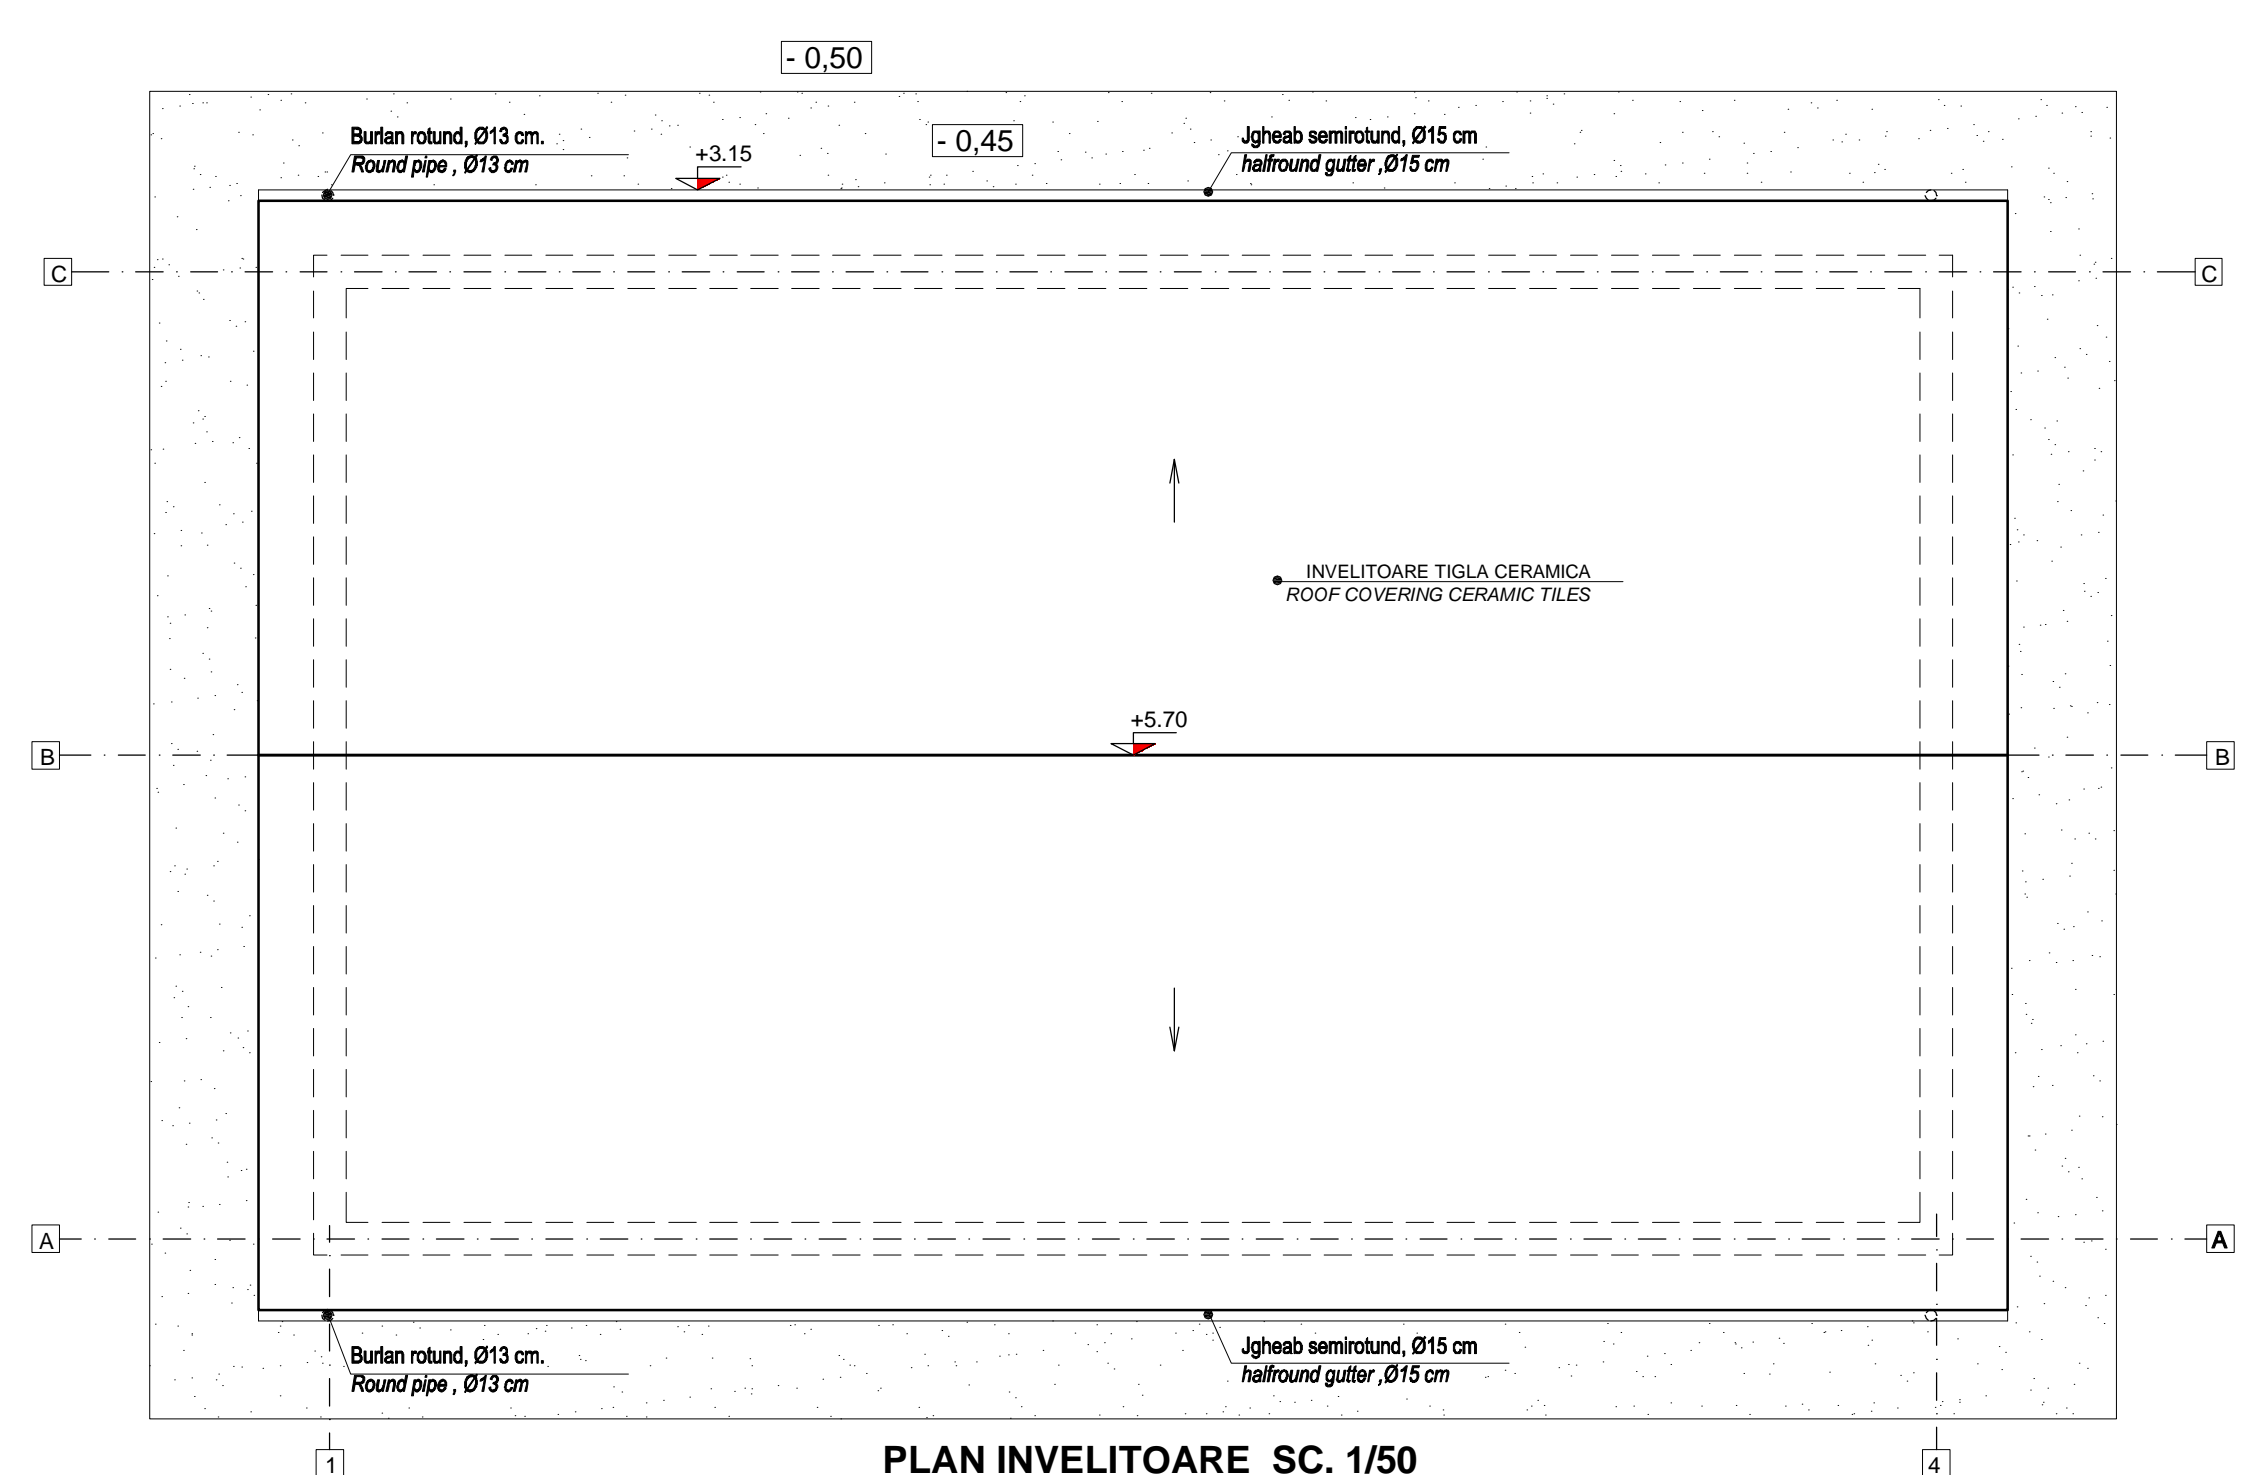 - 0,50
Burlan rotund, Ø13 cm.
Round pipe , Ø13 cm
+3.15
- 0,45
Jgheab semirotund, Ø15 cm
halfround gutter ,Ø15 cm
C
C
INVELITOARE TIGLA CERAMICA
ROOF COVERING CERAMIC TILES
+5.70
B
B
A
A
Burlan rotund, Ø13 cm.
Round pipe , Ø13 cm
Jgheab semirotund, Ø15 cm
halfround gutter ,Ø15 cm
1
PLAN INVELITOARE SC. 1/50
4